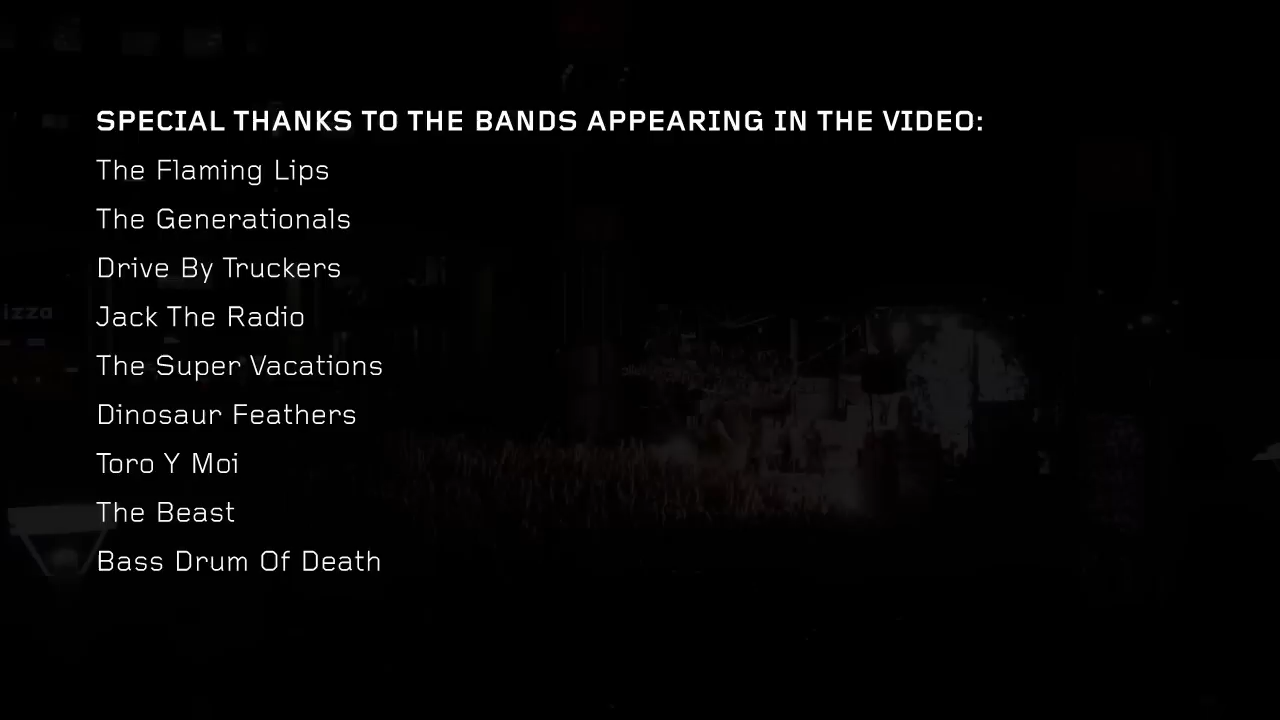 SPECIAL THANKS TO THE BANDS APPEARING IN THE VIDEO:
The Flaming Lips
The Generationals
Drive By Truckers
Jack The Radio
izza
The Super Vacations
Dinosaur Feathers
Toro Y Moi
The Beast
Bass Drum Of Death